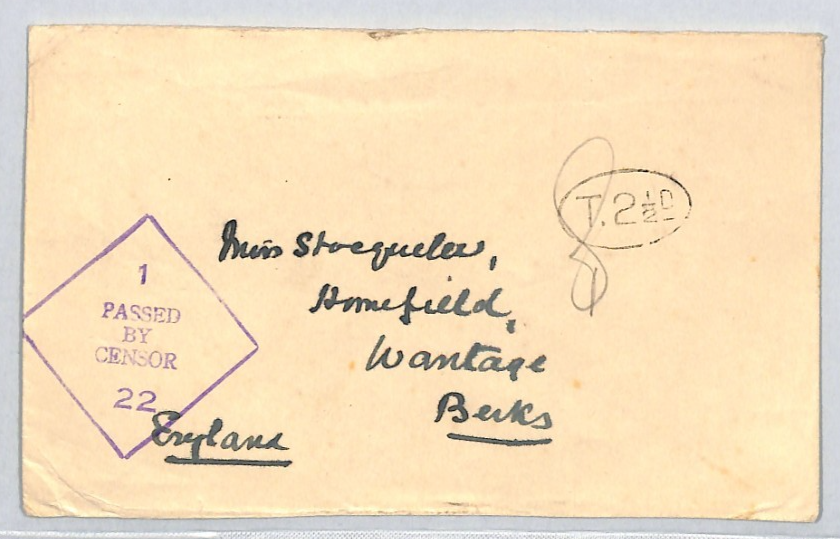 T. 2½D
Miss Stocqueler,
Homefield,
Wantage
Berks
England
1
PASSED
BY
CENSOR
22